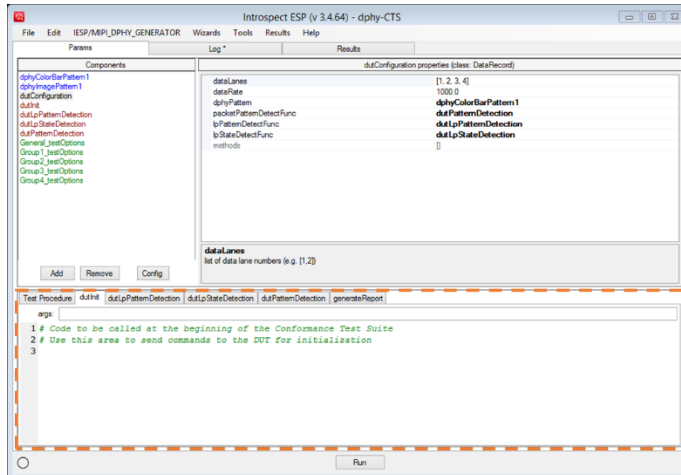 Introspect ESP (v 3.4.64) - dphy-CTS
File Edit IESP/MIPI_DPHY_GENERATOR Wizards Tools Results Help
Params Log * Results
Components
dphyColorBarPattern1
dphyImagePattern1
dutConfiguration
dutInit
dutLpPatternDetection
dutLpStateDetection
dutPatternDetection
General_testOptions
Group1_testOptions
Group2_testOptions
Group3_testOptions
Group4_testOptions
Add Remove Config
dutConfiguration properties (class: DataRecord)
dataLanes [1, 2, 3, 4]
dataRate 1000.0
dphyPattern dphyColorBarPattern1
packetPatternDetectFunc dutPatternDetection
lpPatternDetectFunc dutLpPatternDetection
lpStateDetectFunc dutLpStateDetection
methods []
dataLanes
list of data lane numbers (e.g. [1,2])
Test Procedure dutInit dutLpPatternDetection dutLpStateDetection dutPatternDetection generateReport
args:
1 # Code to be called at the beginning of the Conformance Test Suite
2 # Use this area to send commands to the DUT for initialization
3
Run